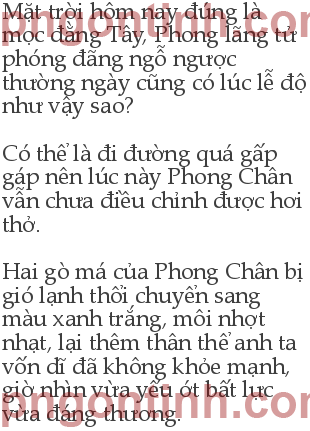 Mặt trời hôm nay đúng là
mọc đằng Tây, Phong lãng tử
phóng đãng ngỗ ngược
thường ngày cũng có lúc lễ độ
như vậy sao?
Có thể là đi đường quá gấp
gáp nên lúc này Phong Chân
vẫn chưa điều chỉnh được hơi
thở.
Hai gò má của Phong Chân bị
gió lạnh thổi chuyển sang
màu xanh trắng, môi nhợt
nhạt, lại thêm thân thể anh ta
vốn dĩ đã không khỏe mạnh,
giờ nhìn vừa yếu ớt bất lực
vừa đáng thương.
pngontinh.com
pngontinh.com
pngontinh.com